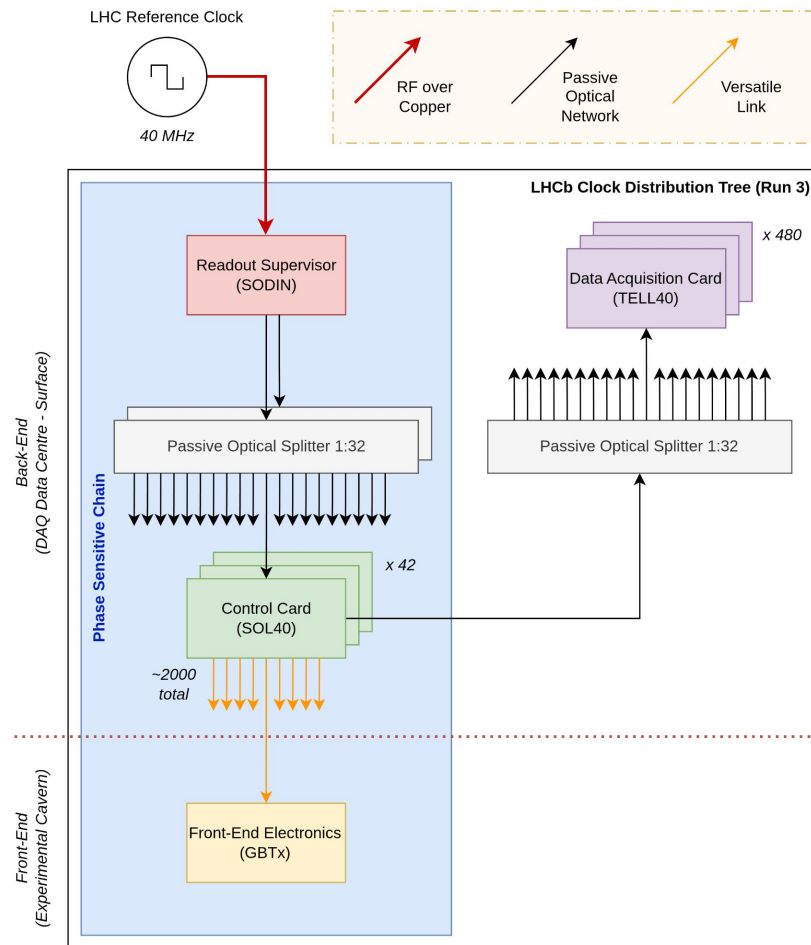 LHC Reference Clock
40 MHz
RF over
Copper
Passive
Optical
Network
Versatile
Link
LHCb Clock Distribution Tree (Run 3)
Readout Supervisor
(SODIN)
x 480
Data Acquisition Card
(TELL40)
Passive Optical Splitter 1:32
Passive Optical Splitter 1:32
Back-End
(DAQ Data Centre - Surface)
Phase Sensitive Chain
x 42
Control Card
(SOL40)
~2000
total
Front-End
(Experimental Cavern)
Front-End Electronics
(GBTx)